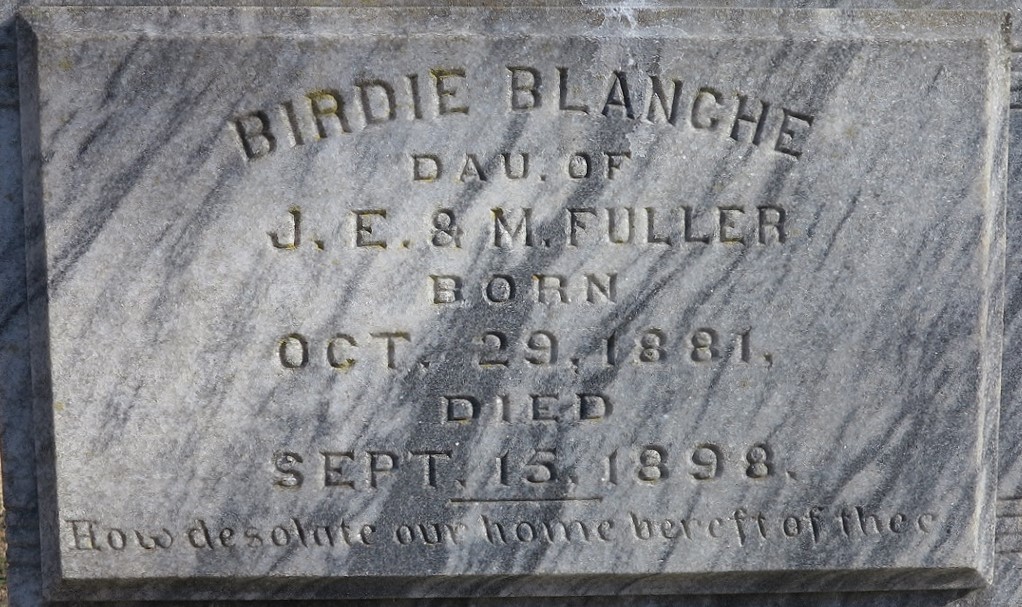 BIRDIE BLANCHE
DAU. OF
J. E. & M. FULLER
BORN
OCT. 29, 1881.
DIED
SEPT. 15, 1898.
How desolate our home bereft of thee